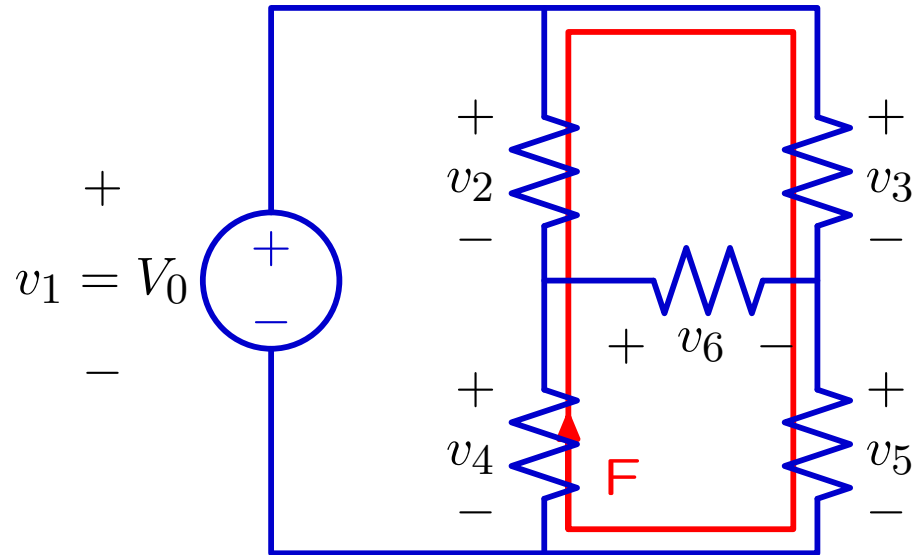 + +
v2 v3
+ +
− −
v1 = V0
− + v6 −
−
+ +
v4 F v5
− −